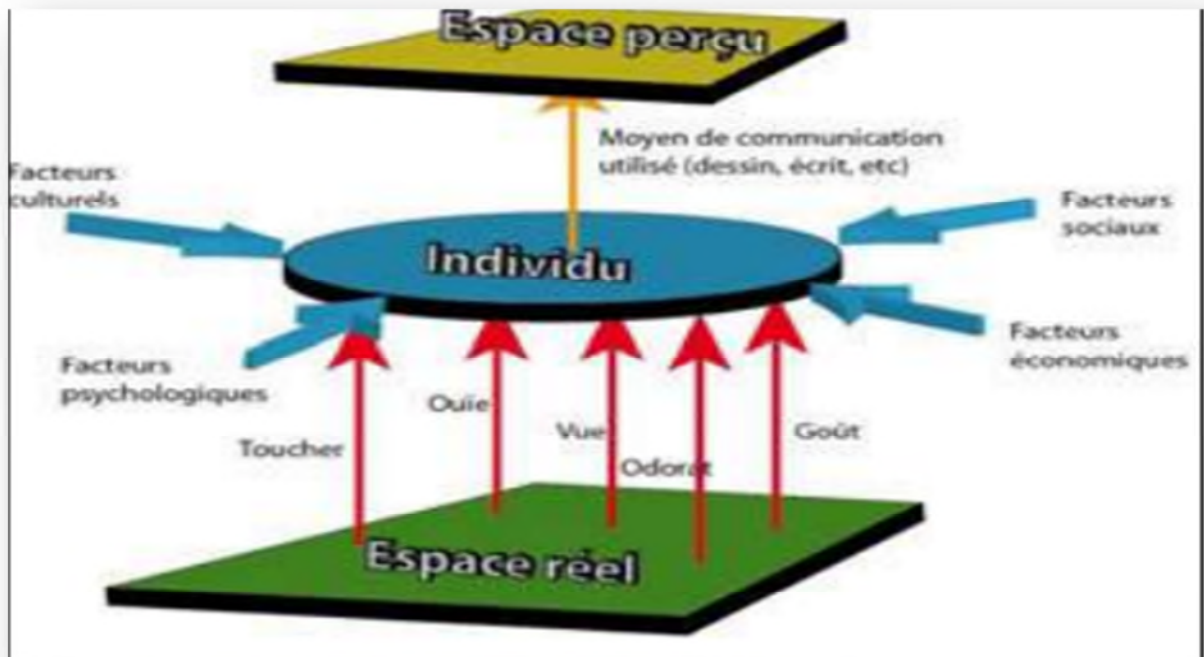 Espace perçu
Moyen de communication
utilisé (dessin, écrit, etc)
Facteurs
culturels
Facteurs
sociaux
Individu
Facteurs
psychologiques
Facteurs
économiques
Ouïe
Toucher
Vue
Goût
Odorat
Espace réel